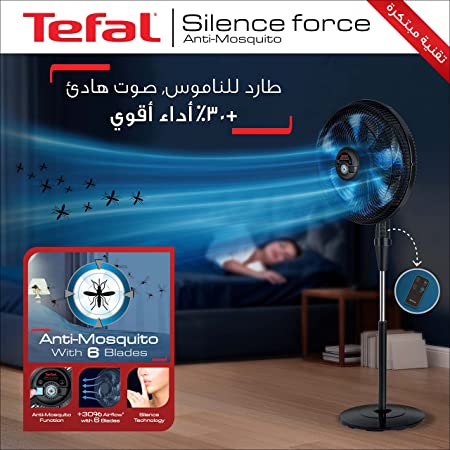 Tefal
Silence force
Anti-Mosquito
تقنية مبتكرة
طارد للناموس, صوت هادئ
+٣٠٪ أداء أقوي
Anti-Mosquito
With 6 Blades
Anti-Mosquito
Function
+30% Airflow*
with 6 Blades
Silence
Technology